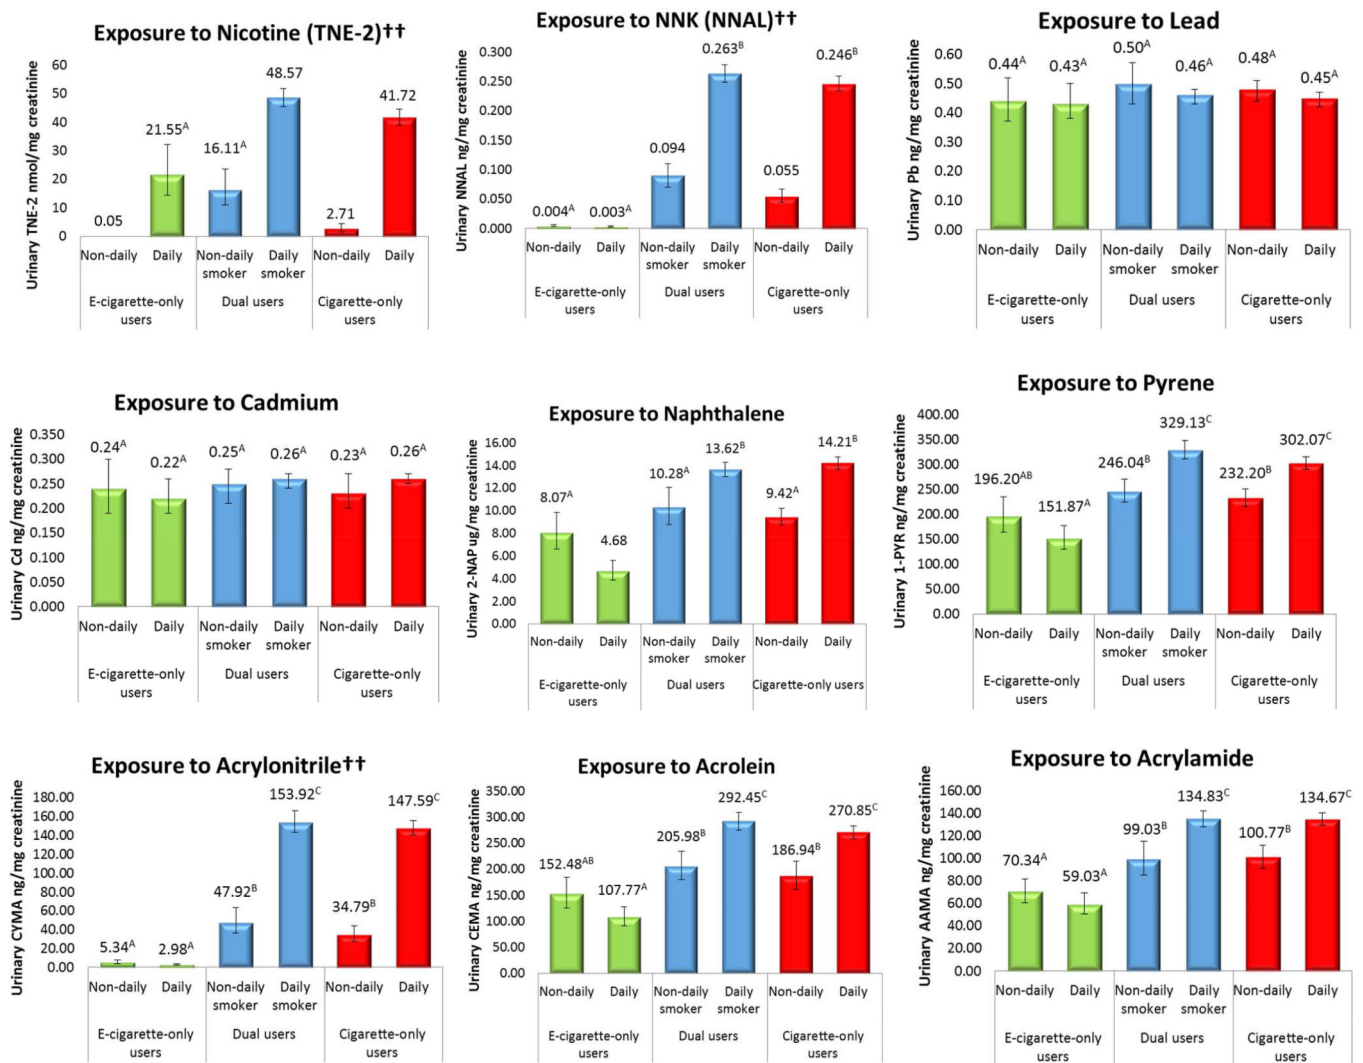 Exposure to Nicotine (TNE-2)††
Urinary TNE-2 nmol/mg creatinine
60
50
40
30
20
10
0
0.05
21.55ᴬ
16.11ᴬ
48.57
2.71
41.72
Non-daily Daily Non-daily smoker Daily smoker Non-daily Daily
E-cigarette-only users Dual users Cigarette-only users
Exposure to NNK (NNAL)††
Urinary NNAL ng/mg creatinine
0.300
0.250
0.200
0.150
0.100
0.050
0.000
0.004ᴬ
0.003ᴬ
0.094
0.263ᴮ
0.055
0.246ᴮ
Non-daily Daily Non-daily smoker Daily smoker Non-daily Daily
E-cigarette-only users Dual users Cigarette-only users
Exposure to Lead
Urinary Pb ng/mg creatinine
0.60
0.50
0.40
0.30
0.20
0.10
0.00
0.44ᴬ
0.43ᴬ
0.50ᴬ
0.46ᴬ
0.48ᴬ
0.45ᴬ
Non-daily Daily Non-daily smoker Daily smoker Non-daily Daily
E-cigarette-only users Dual users Cigarette-only users
Exposure to Cadmium
Urinary Cd ng/mg creatinine
0.350
0.300
0.250
0.200
0.150
0.100
0.050
0.000
0.24ᴬ
0.22ᴬ
0.25ᴬ
0.26ᴬ
0.23ᴬ
0.26ᴬ
Non-daily Daily Non-daily smoker Daily smoker Non-daily Daily
E-cigarette-only users Dual users Cigarette-only users
Exposure to Naphthalene
Urinary 2-NAP ug/mg creatinine
16.00
14.00
12.00
10.00
8.00
6.00
4.00
2.00
0.00
8.07ᴬ
4.68
10.28ᴬ
13.62ᴮ
9.42ᴬ
14.21ᴮ
Non-daily Daily Non-daily smoker Daily smoker Non-daily Daily
E-cigarette-only users Dual users Cigarette-only users
Exposure to Pyrene
Urinary 1-PYR ng/mg creatinine
400.00
350.00
300.00
250.00
200.00
150.00
100.00
50.00
0.00
196.20ᴬᴮ
151.87ᴬ
246.04ᴮ
329.13ꟲ
232.20ᴮ
302.07ꟲ
Non-daily Daily Non-daily smoker Daily smoker Non-daily Daily
E-cigarette-only users Dual users Cigarette-only users
Exposure to Acrylonitrile††
Urinary CYMA ng/mg creatinine
180.00
160.00
140.00
120.00
100.00
80.00
60.00
40.00
20.00
0.00
5.34ᴬ
2.98ᴬ
47.92ᴮ
153.92ꟲ
34.79ᴮ
147.59ꟲ
Non-daily Daily Non-daily smoker Daily smoker Non-daily Daily
E-cigarette-only users Dual users Cigarette-only users
Exposure to Acrolein
Urinary CEMA ng/mg creatinine
350.00
300.00
250.00
200.00
150.00
100.00
50.00
0.00
152.48ᴬᴮ
107.77ᴬ
205.98ᴮ
292.45ꟲ
186.94ᴮ
270.85ꟲ
Non-daily Daily Non-daily smoker Daily smoker Non-daily Daily
E-cigarette-only users Dual users Cigarette-only users
Exposure to Acrylamide
Urinary AAMA ng/mg creatinine
160.00
140.00
120.00
100.00
80.00
60.00
40.00
20.00
0.00
70.34ᴬ
59.03ᴬ
99.03ᴮ
134.83ꟲ
100.77ᴮ
134.67ꟲ
Non-daily Daily Non-daily smoker Daily smoker Non-daily Daily
E-cigarette-only users Dual users Cigarette-only users